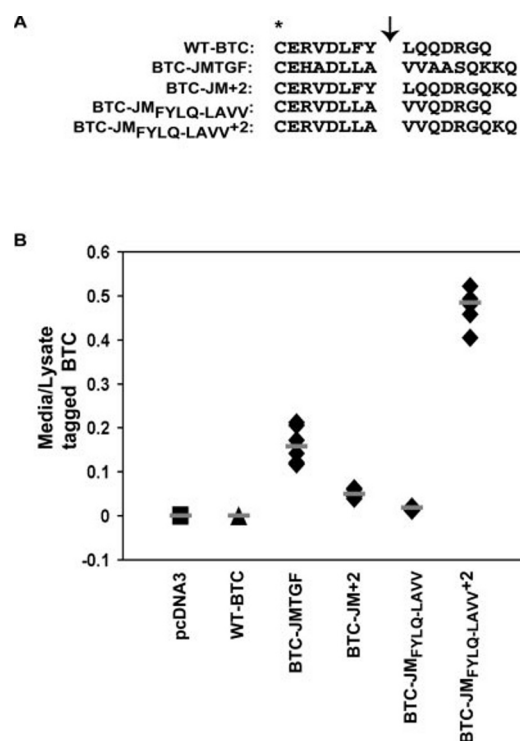 A
* 
WT-BTC: CERVDLFY LQQDRGQ
BTC-JMTGF: CEHADLLA VVAASQKKQ
BTC-JM+2: CERVDLFY LQQDRGQKQ
BTC-JMFYLQ-LAVV: CERVDLLA VVQDRGQ
BTC-JMFYLQ-LAVV+2: CERVDLLA VVQDRGQKQ
B
Media/Lysate
tagged BTC
0.6
0.5
0.4
0.3
0.2
0.1
0
-0.1
pcDNA3
WT-BTC
BTC-JMTGF
BTC-JM+2
BTC-JMFYLQ-LAVV
BTC-JMFYLQ-LAVV+2